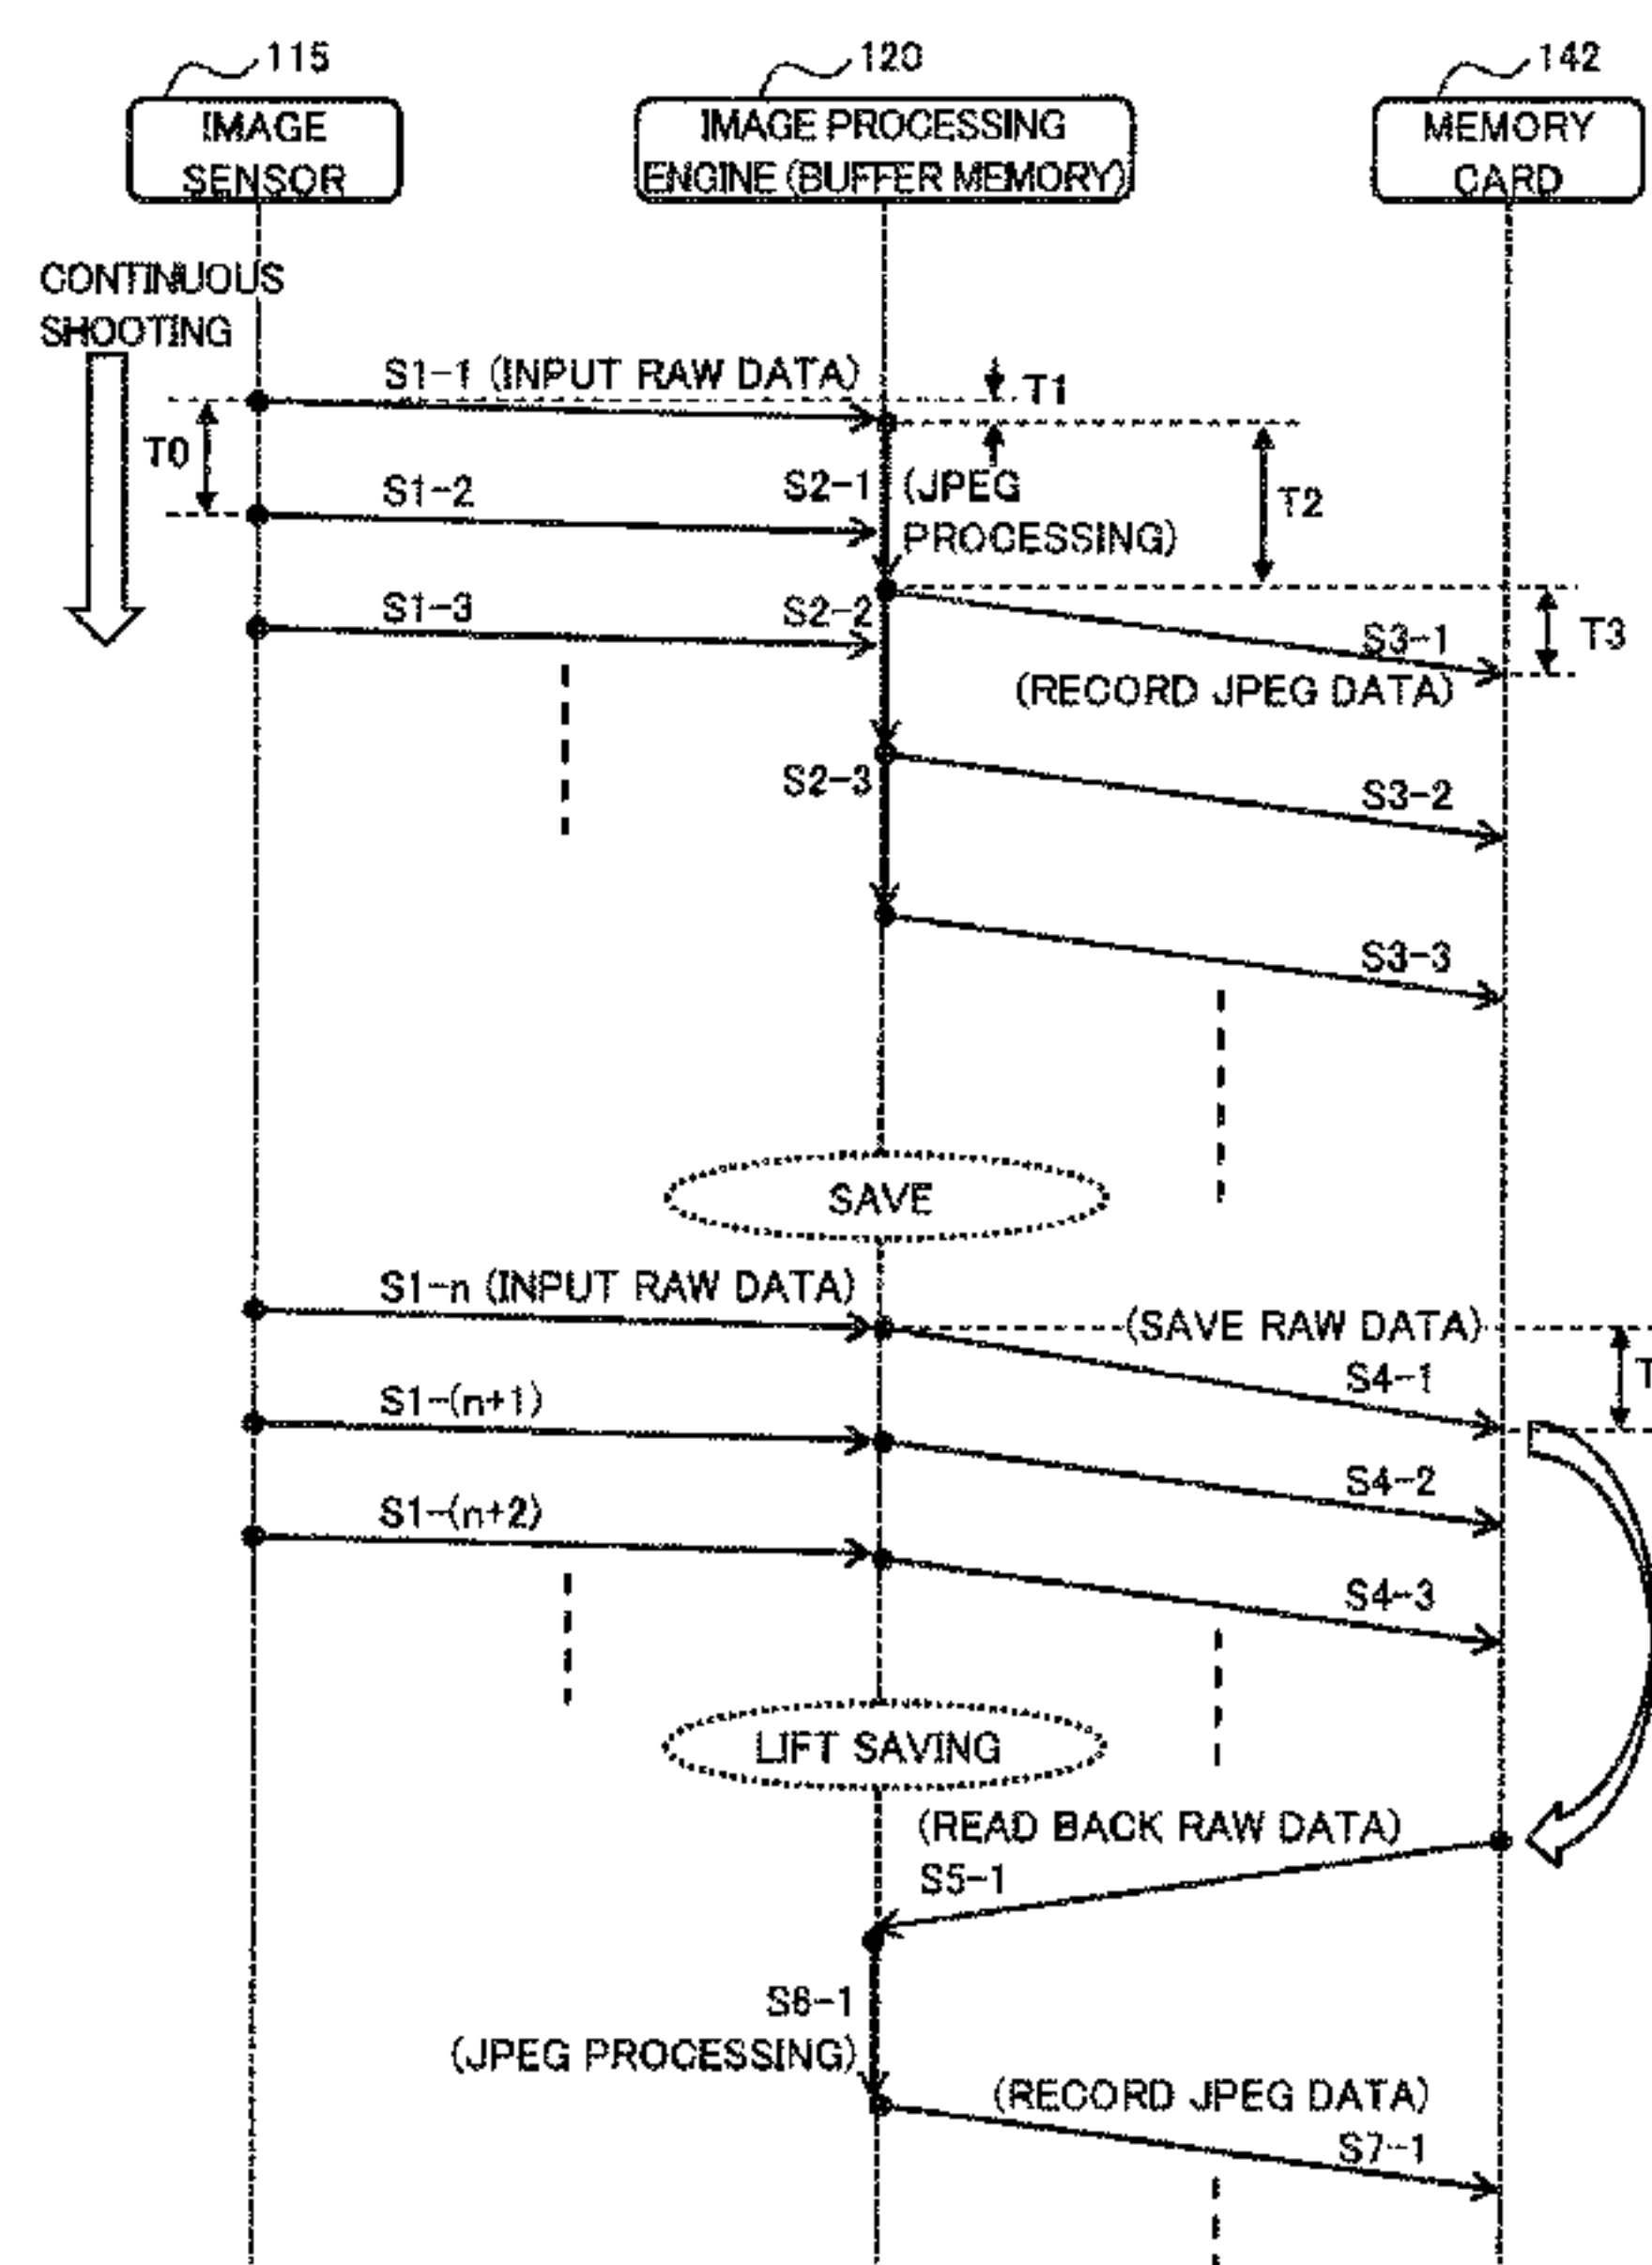 115
120
142
IMAGE
SENSOR
IMAGE PROCESSING
ENGINE (BUFFER MEMORY)
MEMORY
CARD
CONTINUOUS
SHOOTING
S1-1 (INPUT RAW DATA)
T1
T0
S1-2
S2-1
(JPEG
PROCESSING)
T2
S1-3
S2-2
S3-1
T3
(RECORD JPEG DATA)
S2-3
S3-2
S3-3
SAVE
S1-n (INPUT RAW DATA)
(SAVE RAW DATA)
S4-1
T
S1-(n+1)
S4-2
S1-(n+2)
S4-3
LIFT SAVING
(READ BACK RAW DATA)
S5-1
S6-1
(JPEG PROCESSING)
(RECORD JPEG DATA)
S7-1